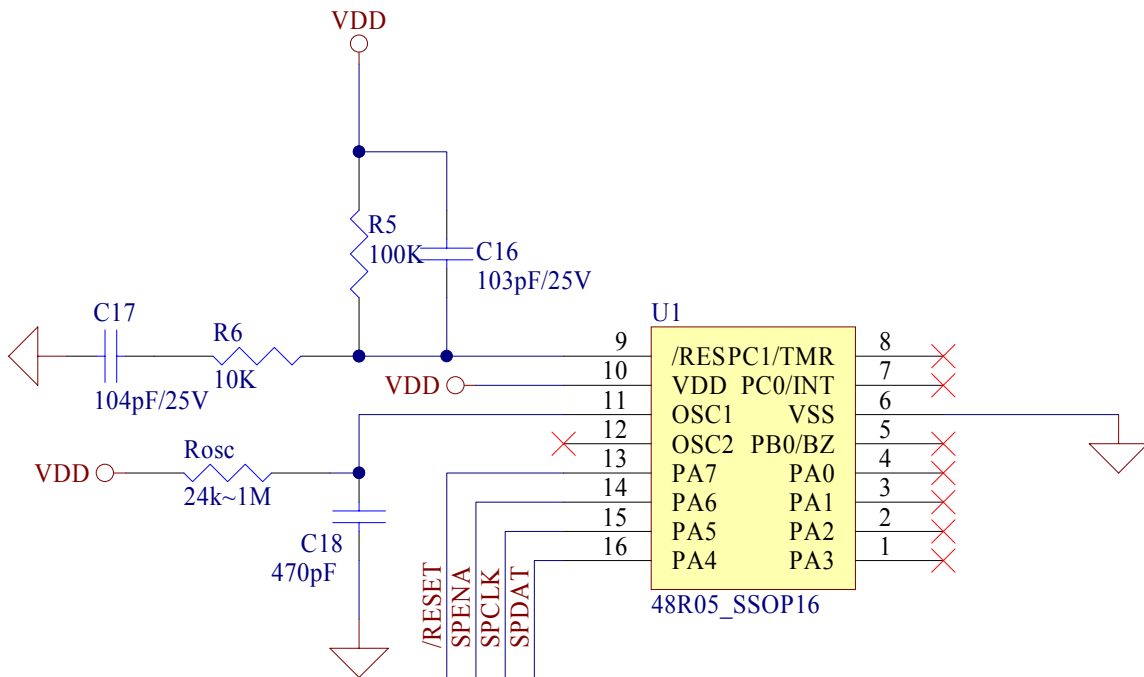 VDD
R5
100K
C16
103pF/25V
C17
104pF/25V
R6
10K
U1
9 /RES PC1/TMR 8
VDD 10 VDD PC0/INT 7
11 OSC1 VSS 6
12 OSC2 PB0/BZ 5
13 PA7 PA0 4
14 PA6 PA1 3
15 PA5 PA2 2
16 PA4 PA3 1
48R05_SSOP16
VDD
Rosc
24k~1M
C18
470pF
/RESET
SPENA
SPCLK
SPDAT